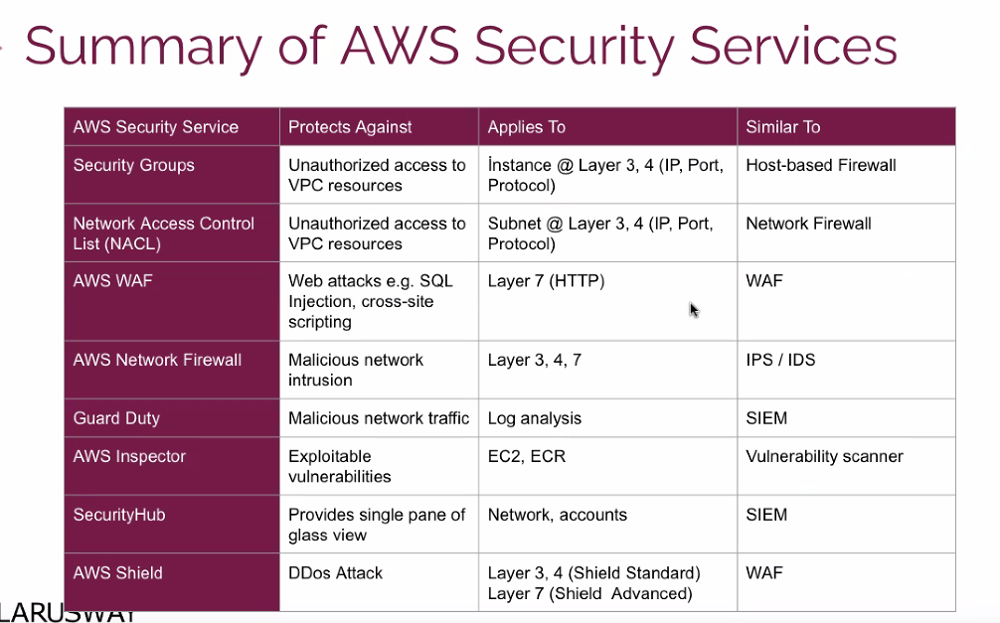 Summary of AWS Security Services
AWS Security Service
Protects Against
Applies To
Similar To
Security Groups
Unauthorized access to
VPC resources
İnstance @ Layer 3, 4 (IP, Port,
Protocol)
Host-based Firewall
Network Access Control
List (NACL)
Unauthorized access to
VPC resources
Subnet @ Layer 3, 4 (IP, Port,
Protocol)
Network Firewall
AWS WAF
Web attacks e.g. SQL
Injection, cross-site
scripting
Layer 7 (HTTP)
WAF
AWS Network Firewall
Malicious network
intrusion
Layer 3, 4, 7
IPS / IDS
Guard Duty
Malicious network traffic
Log analysis
SIEM
AWS Inspector
Exploitable
vulnerabilities
EC2, ECR
Vulnerability scanner
SecurityHub
Provides single pane of
glass view
Network, accounts
SIEM
AWS Shield
DDos Attack
Layer 3, 4 (Shield Standard)
Layer 7 (Shield Advanced)
WAF
LARUSWAY